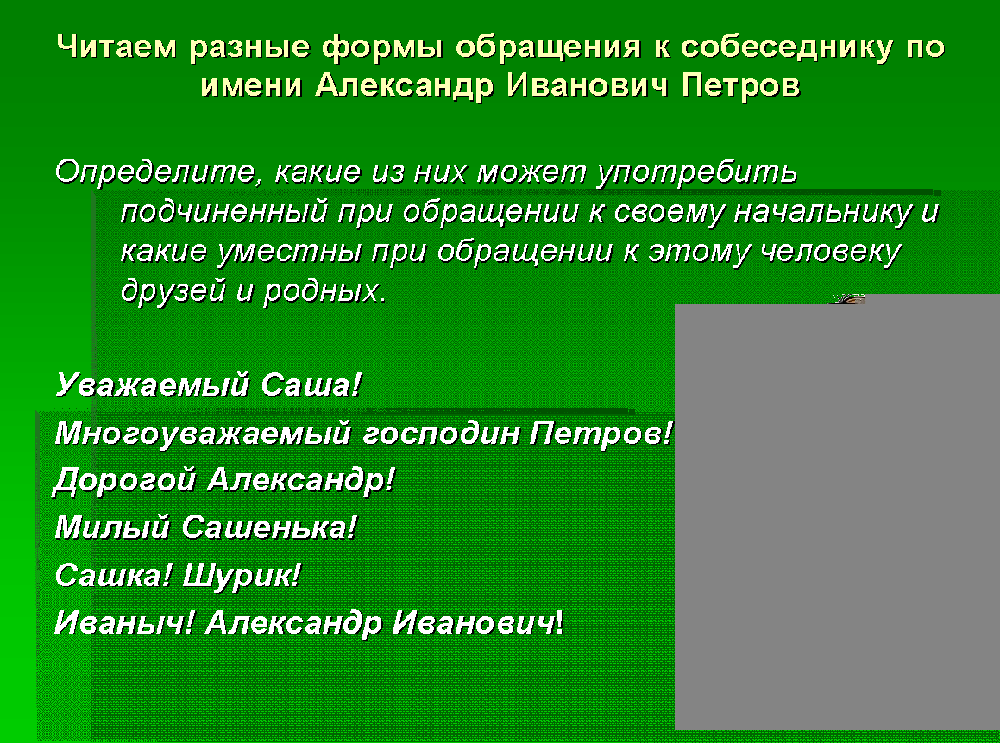 Читаем разные формы обращения к собеседнику по
имени Александр Иванович Петров
Определите, какие из них может употребить
подчиненный при обращении к своему начальнику и
какие уместны при обращении к этому человеку
друзей и родных.
Уважаемый Саша!
Многоуважаемый господин Петров!
Дорогой Александр!
Милый Сашенька!
Сашка! Шурик!
Иваныч! Александр Иванович!